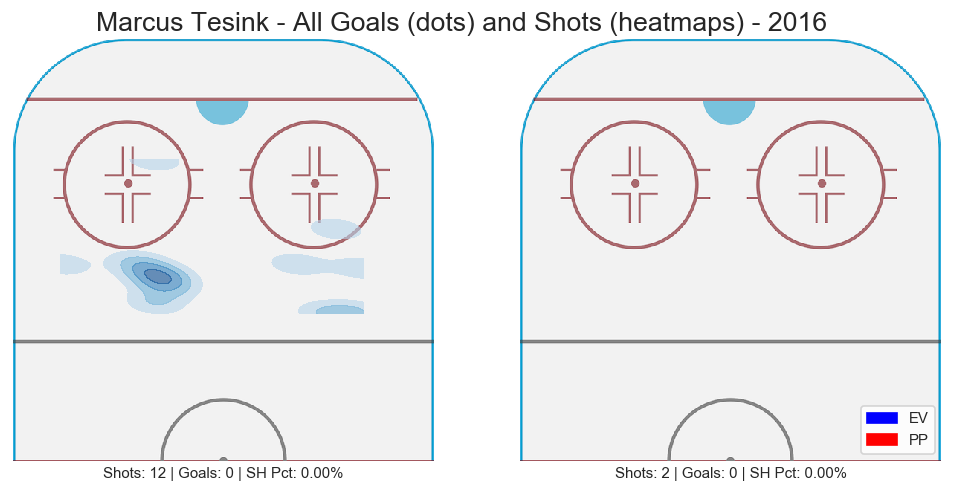 Marcus Tesink - All Goals (dots) and Shots (heatmaps) - 2016
EV
PP
Shots: 12 | Goals: 0 | SH Pct: 0.00%
Shots: 2 | Goals: 0 | SH Pct: 0.00%